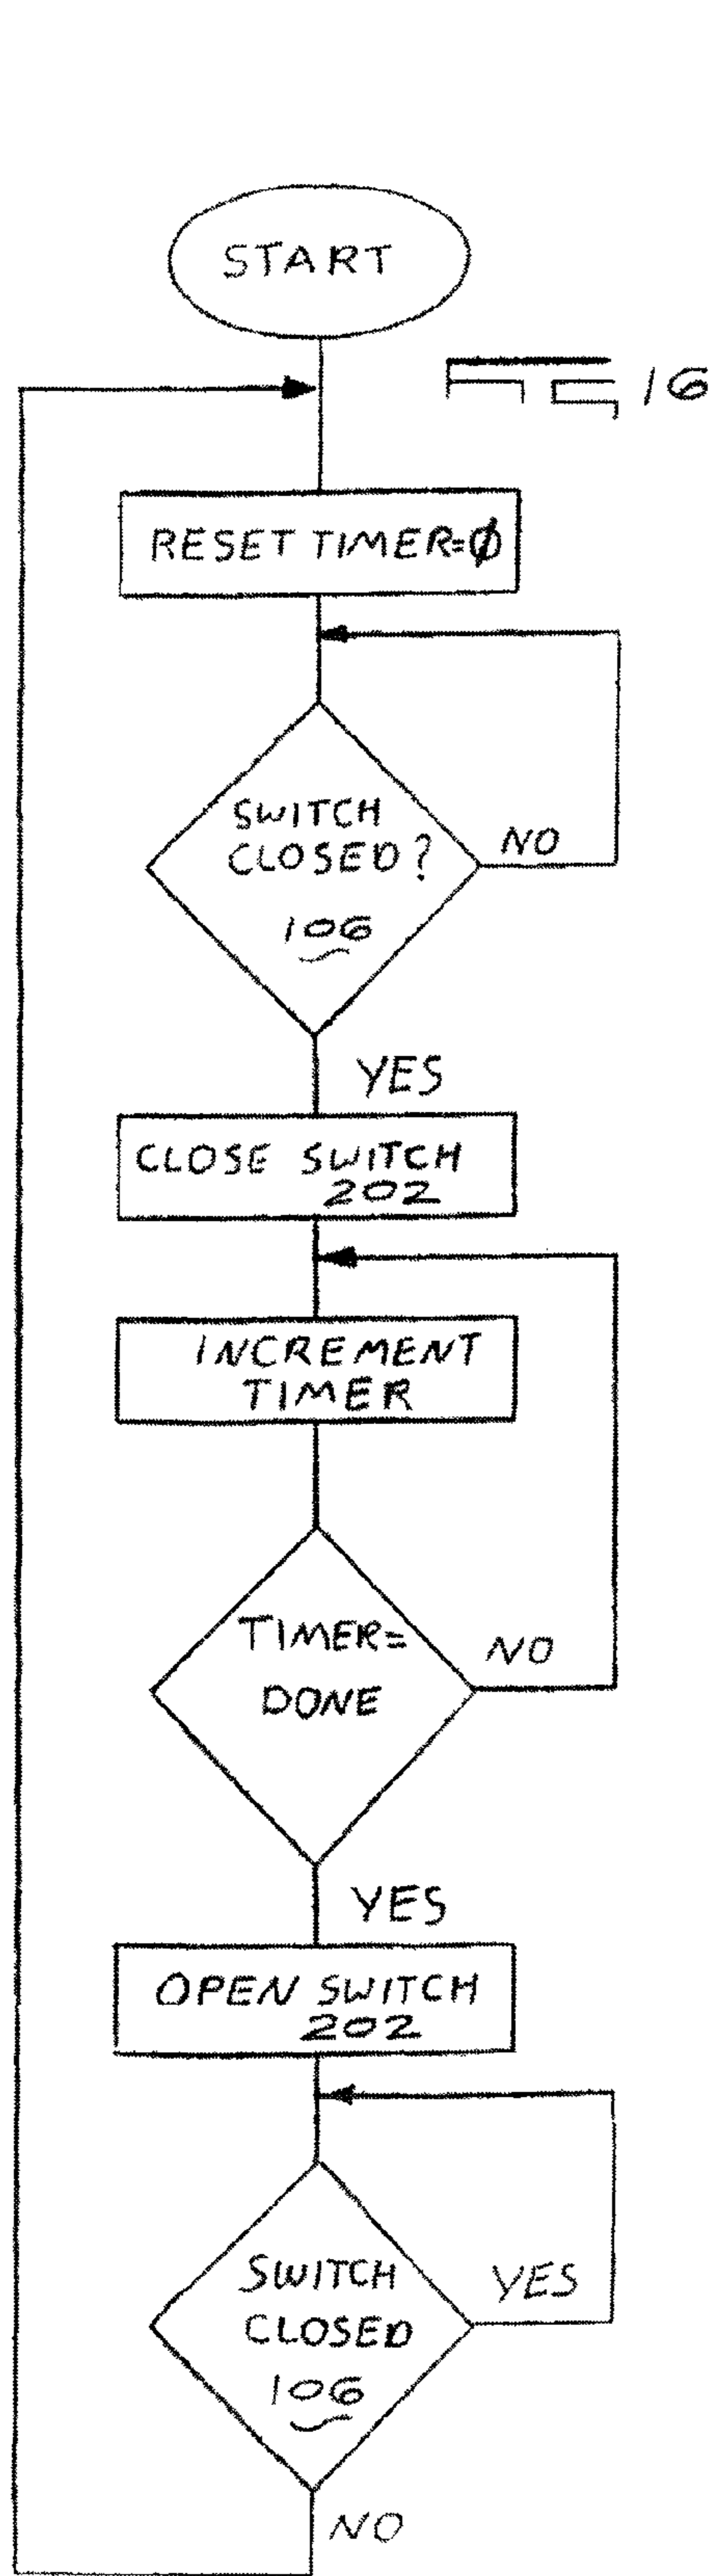 START
FIG 16
RESET TIMER=Ø
SWITCH
CLOSED?
NO
106
YES
CLOSE SWITCH
202
INCREMENT
TIMER
TIMER=
NO
DONE
YES
OPEN SWITCH
202
SWITCH
YES
CLOSED
106
NO